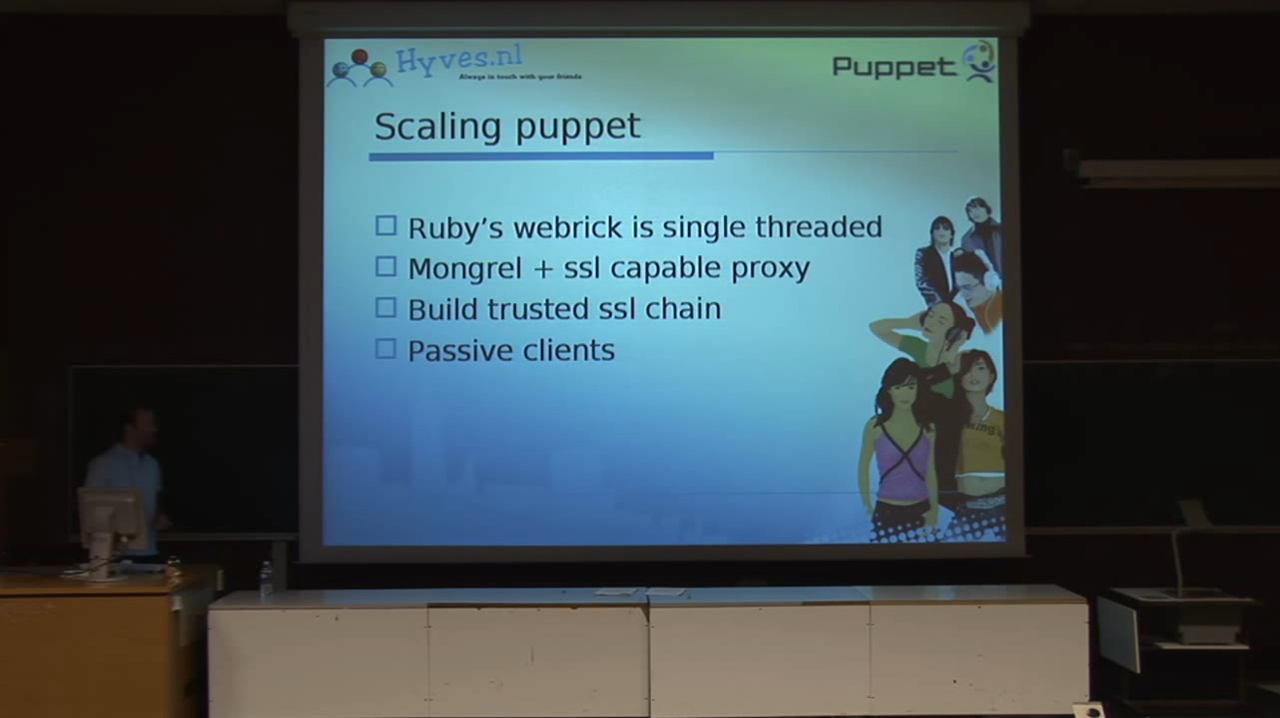 Hyves.nl
Always in touch with your friends
Puppet
Scaling puppet
Ruby’s webrick is single threaded
Mongrel + ssl capable proxy
Build trusted ssl chain
Passive clients